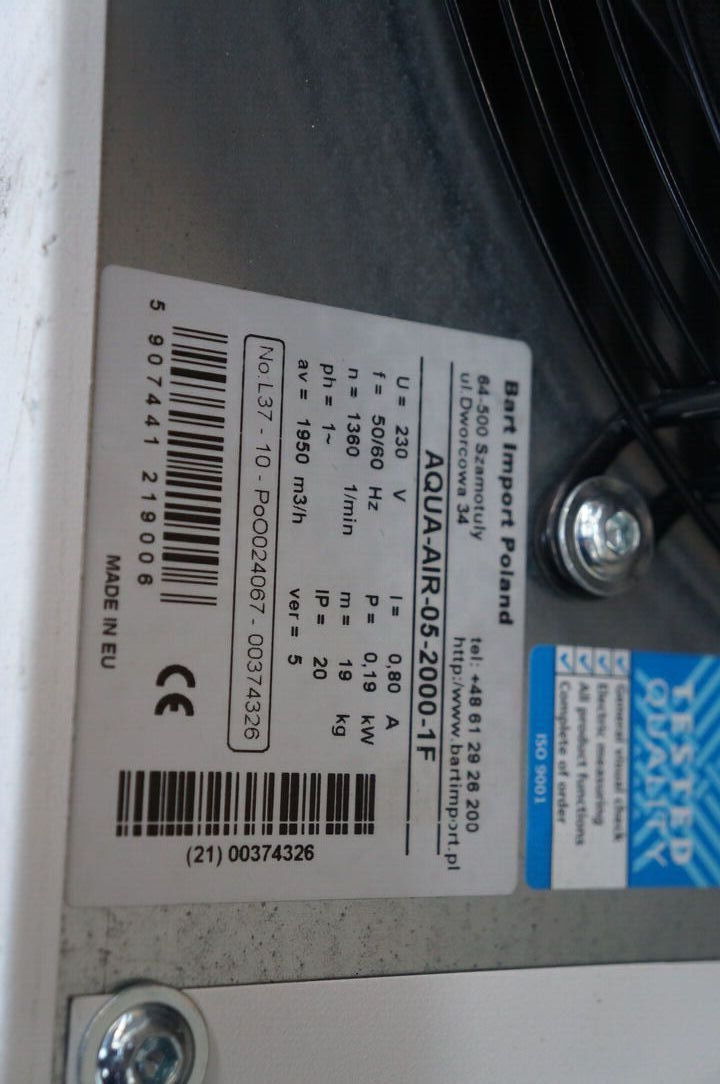 Bart Import Poland
64-500 Szamotuły tel: +48 61 29 26 200
ul.Dworcowa 34 http:/www.bartimport.pl
AQUA-AIR-05-2000-1F
U = 230 V I = 0,80 A
f = 50/60 Hz P = 0,19 kW
n = 1360 1/min m = 19 kg
ph = 1~ IP = 20
av = 1950 m3/h ver = 5
No.L37 - 10 - PoO024067 - 00374326
5 907441 219006
CE
MADE IN EU
(21) 00374326
TESTED
QUALITY
General visual check
Electric measuring
All product functions
Complete of order
ISO 9001